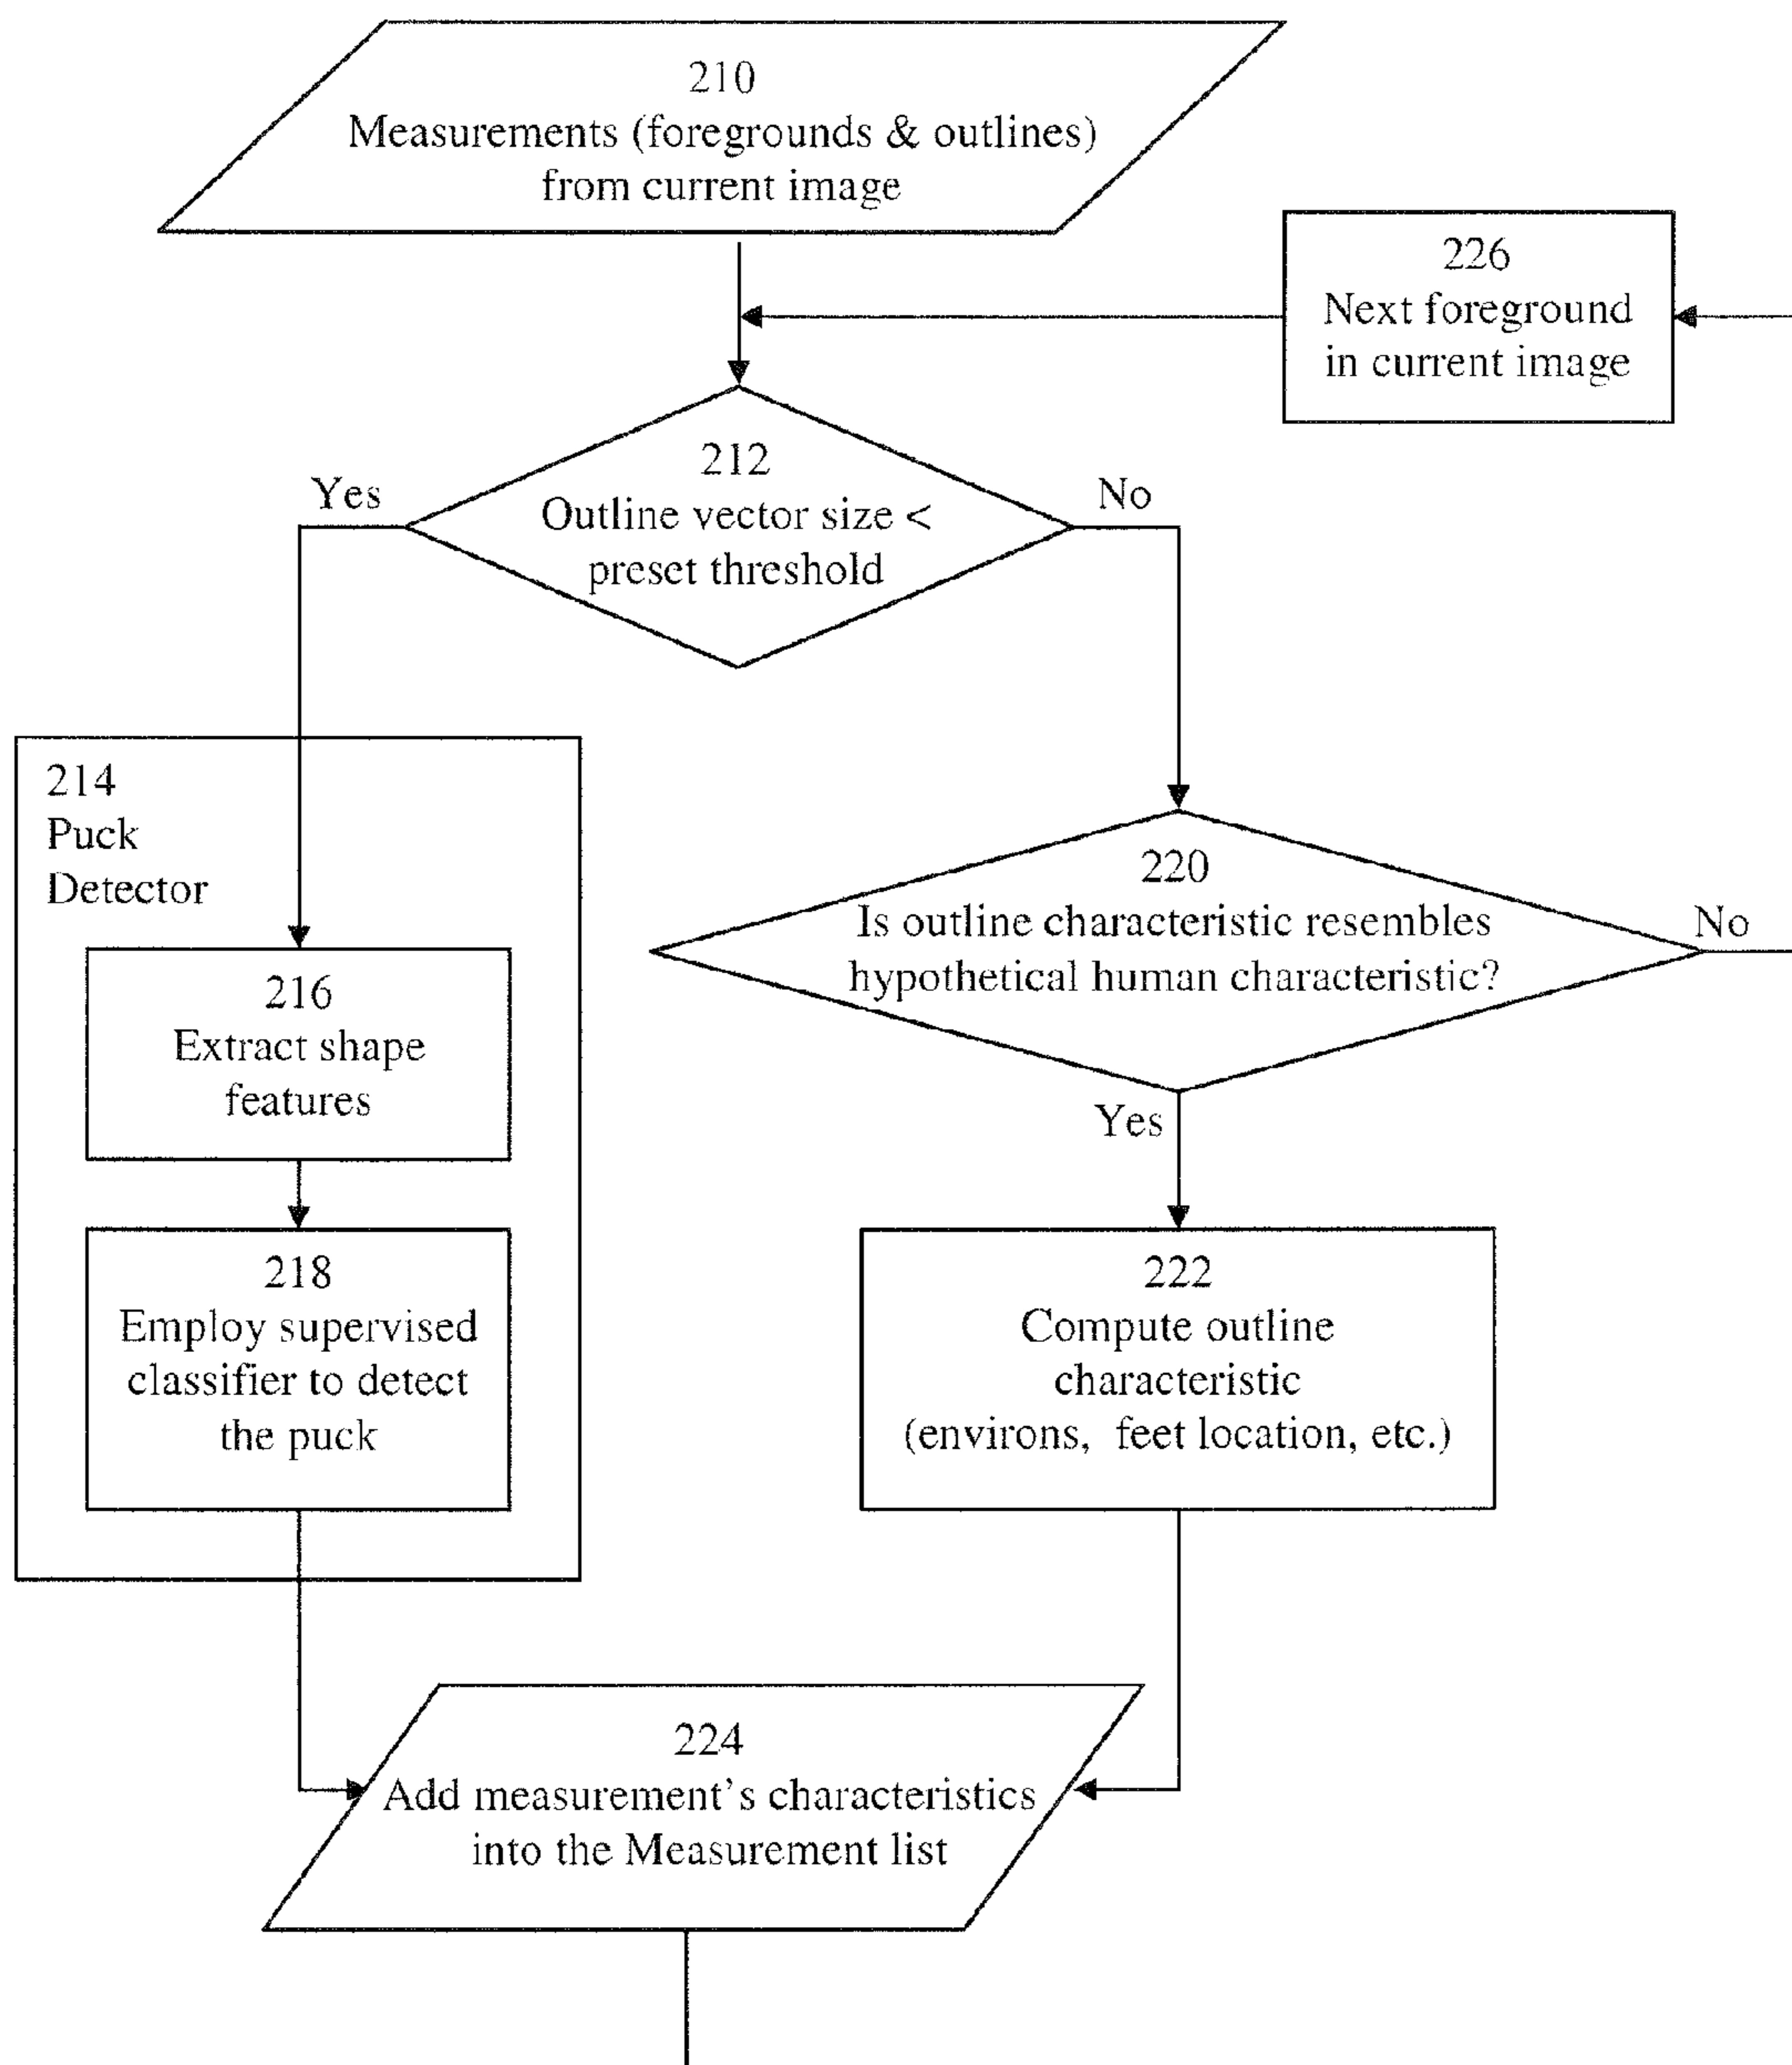 210
Measurements (foregrounds & outlines)
from current image
226
Next foreground
in current image
212
Outline vector size <
preset threshold
Yes
No
214
Puck
Detector
216
Extract shape
features
218
Employ supervised
classifier to detect
the puck
220
Is outline characteristic resembles
hypothetical human characteristic?
No
Yes
222
Compute outline
characteristic
(environs, feet location, etc.)
224
Add measurement's characteristics
into the Measurement list